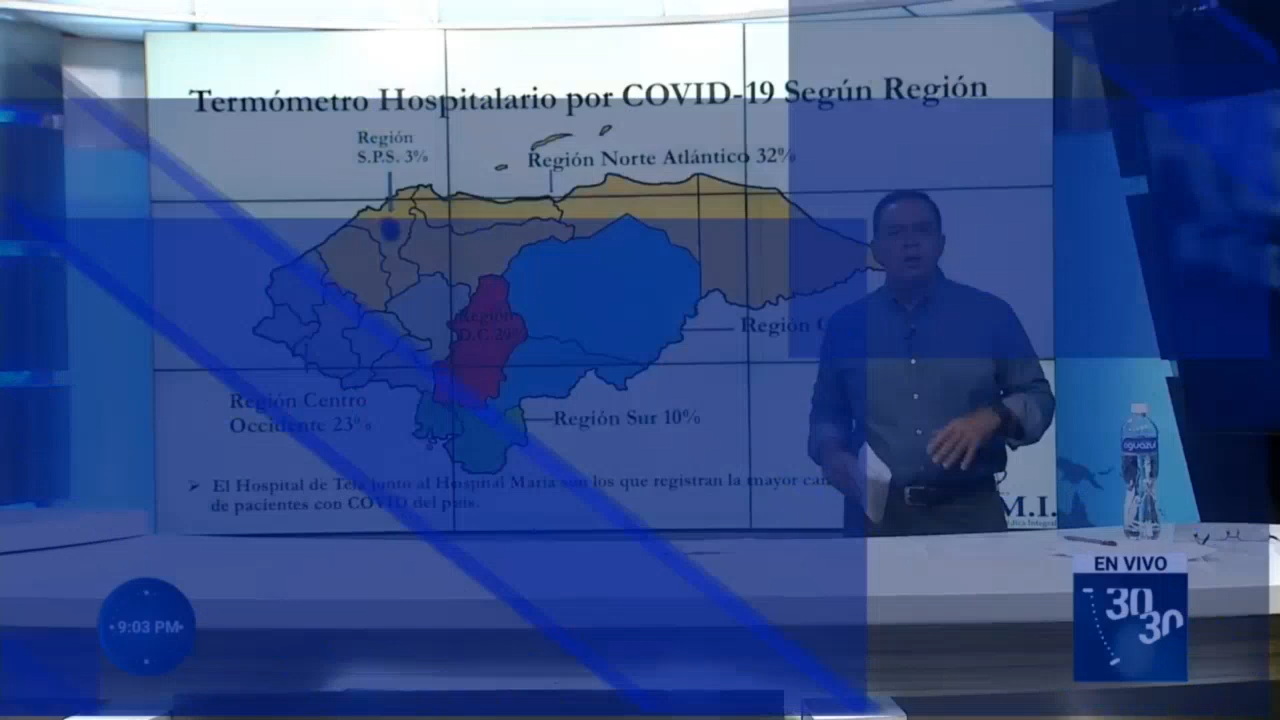 Termómetro Hospitalario por COVID-19 Según Región
Región
S.P.S. 3%
Región Norte Atlántico 32%
Región
D.C. 29%
Región
Región Centro
Occidente 23%
Región Sur 10%
➤ El Hospital de Tela junto al Hospital María son los que registran la mayor
de pacientes con COVID del país.
M.I.
aguazul
EN VIVO
30
30
9:03 PM